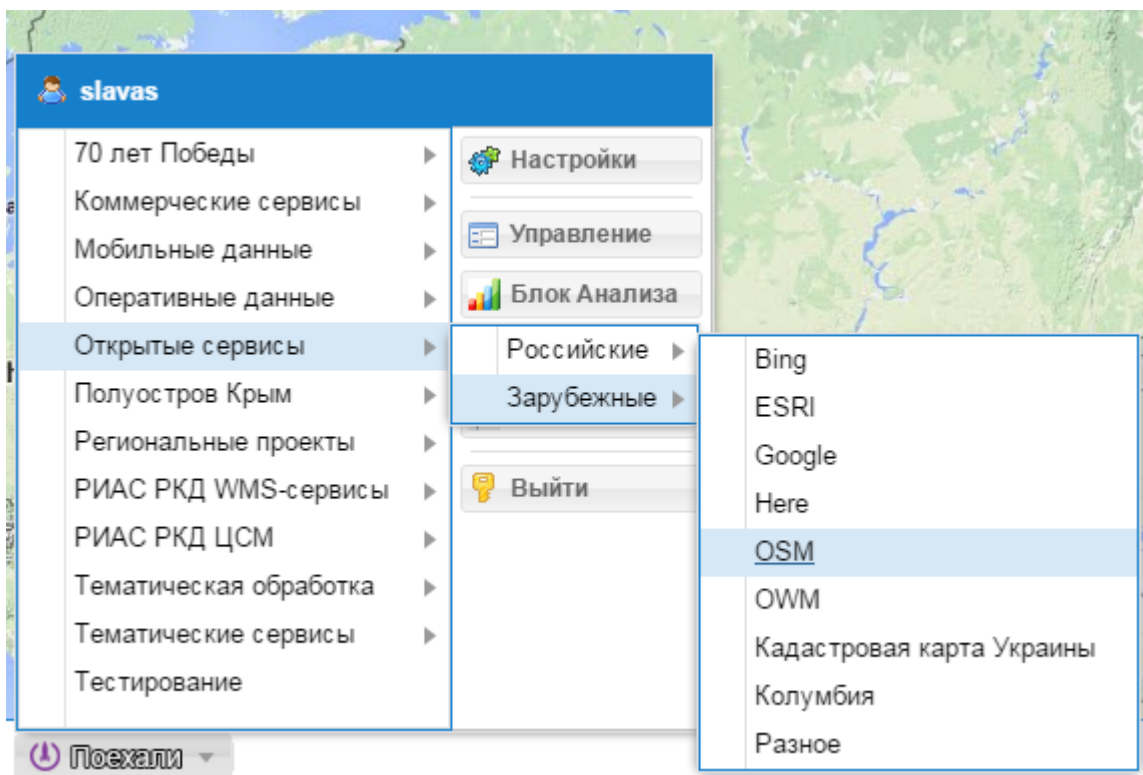 slavas
70 лет Победы
Коммерческие сервисы
Мобильные данные
Оперативные данные
Открытые сервисы
Полуостров Крым
Региональные проекты
РИАС РКД WMS-сервисы
РИАС РКД ЦСМ
Тематическая обработка
Тематические сервисы
Тестирование
Настройки
Управление
Блок Анализа
Выйти
Российские
Зарубежные
Bing
ESRI
Google
Here
OSM
OWM
Кадастровая карта Украины
Колумбия
Разное
Поехали